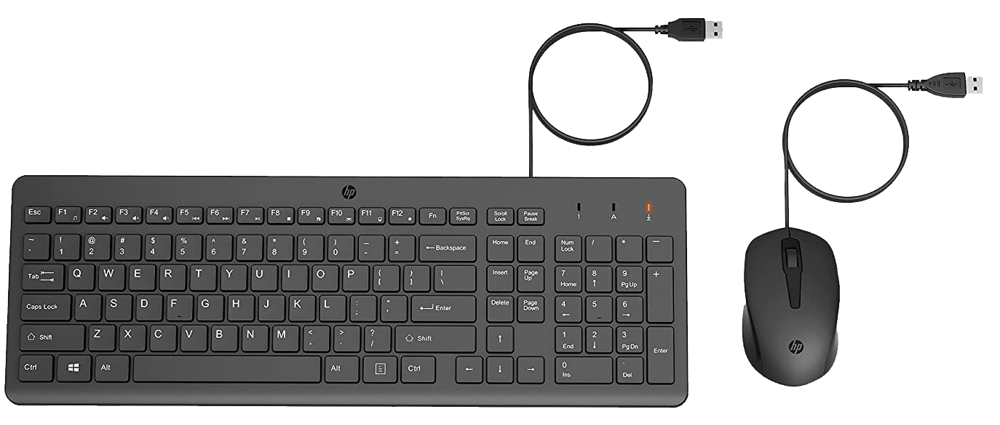 hp
1 A
Esc F1 F2 F3 F4 F5 F6 F7 F8 F9 F10 F11 F12 Fn PrtScr SysRq Scroll Lock Pause Break
~ ` ! 1 @ 2 # 3 $ 4 % 5 ^ 6 & 7 * 8 ( 9 ) 0 _ - + = ←Backspace Home End Num Lock / * —
Tab Q W E R T Y U I O P { [ } ] | \ Insert Page Up 7 Home 8 ↑ 9 Pg Up +
Caps Lock A S D F G H J K L : ; " ' Enter Delete Page Down 4 ← 5 6 →
Shift Z X C V B N M < , > . ? / Shift ↑ 1 End 2 ↓ 3 Pg Dn Enter
Ctrl Alt Alt Ctrl ← ↓ → 0 Ins . Del
hp